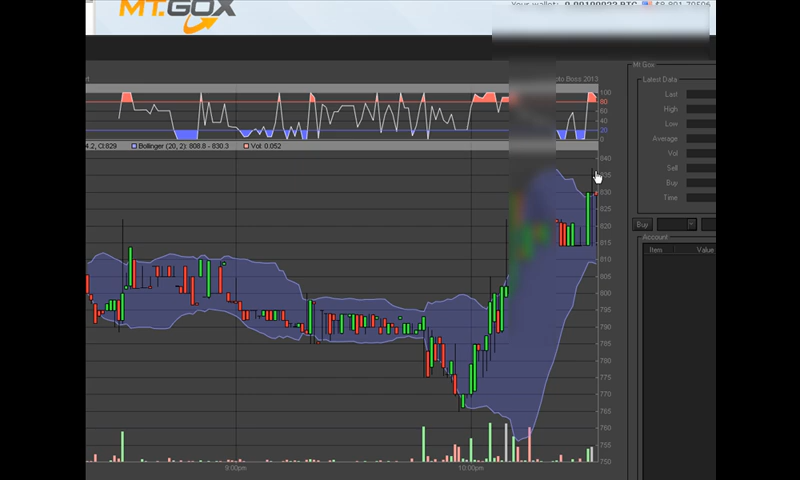 MT.GOX
Mt Gox
Latest Data
100
Last
80
60
High
40
Low
20
0
Average
Bollinger (20, 2): 808.8 - 830.3
Vol: 0.052
Vol
840
Sell
835
830
Buy
825
Time
820
Buy
815
Account
810
Item
Value
805
800
795
790
785
780
775
770
765
760
755
750
9:00pm
10:00pm